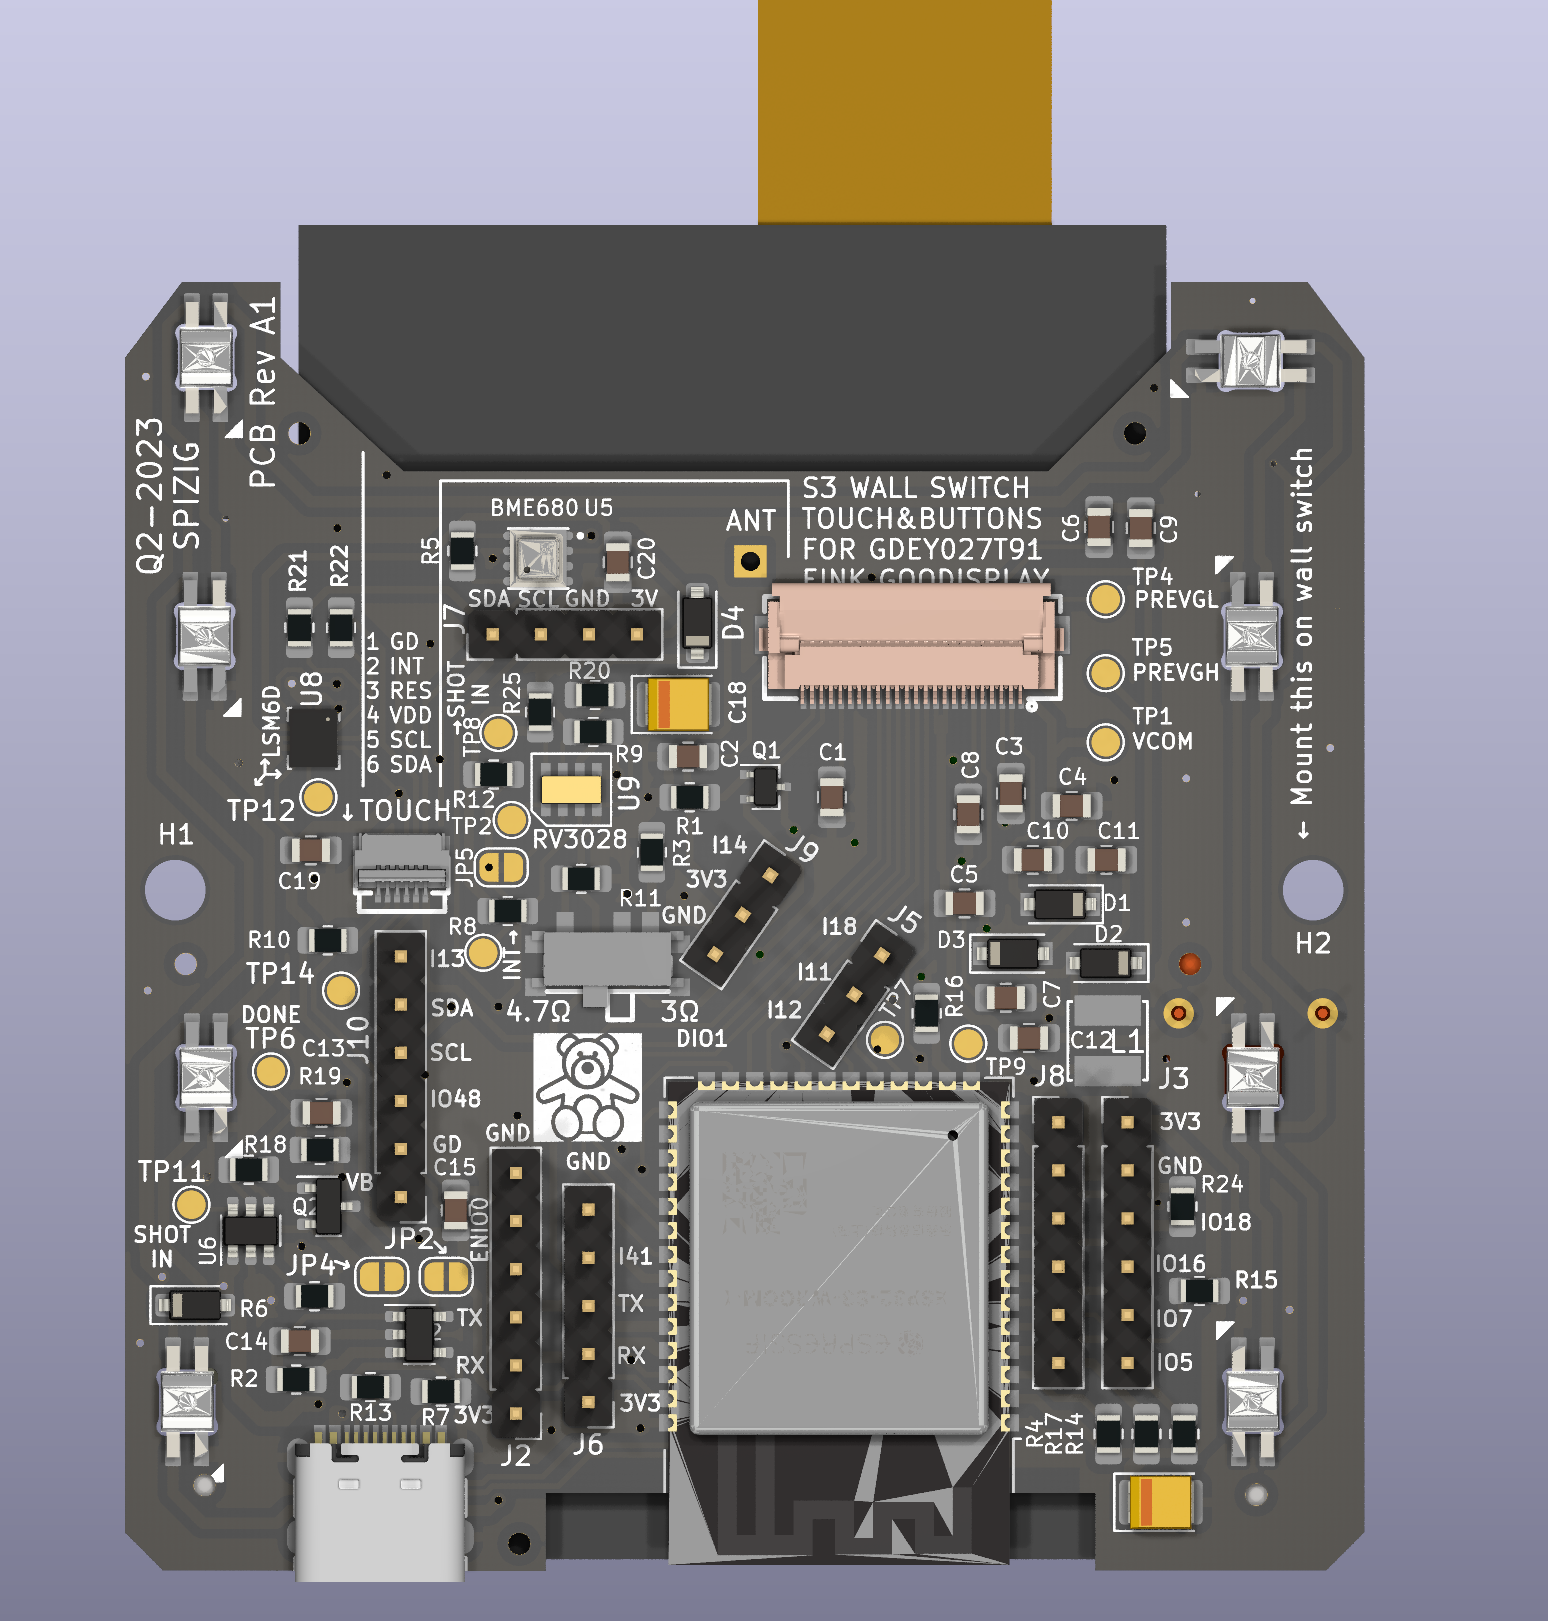 PCB Rev A1
Q2-2023
SPIZIG
S3 WALL SWITCH
TOUCH&BUTTONS
FOR GDEY027T91
EINK GOODISPLAY
← Mount this on wall switch
BME680 U5
ANT
R5
C20
C6
C9
R21
R22
SDA SCL GND 3V
J7
D4
TP4
PREVGL
TP5
PREVGH
TP1
VCOM
1 GD
2 INT
3 RES
4 VDD
5 SCL
6 SDA
U8
→LSM6D
←SHOT
IN
TP8
R25
R20
C18
R9
C2
Q1
C1
C3
C8
C4
TP12
↓TOUCH
R12
TP2
U9
RV3028
R1
R3
I14
J9
3V3
GND
C10
C11
H1
C19
JP5
R11
C5
D1
R8
INT→
I18
J5
D3
D2
H2
R10
TP14
I13
I11
I12
TP7
R16
C7
DONE
TP6
J10
SDA
4.7Ω
3Ω
DIO1
C12
L1
C13
R19
SCL
TP9
J8
J3
IO48
GND
GND
3V3
R18
GD
C15
TP11
VB
GND
R24
Q2
IO18
SHOT
IN
U6
JP2
ENIO0
I41
JP4
IO16
R15
R6
TX
TX
IO7
C14
RX
RX
IO5
R2
R13
R7
3V3
3V3
J2
J6
R4
R17
R14